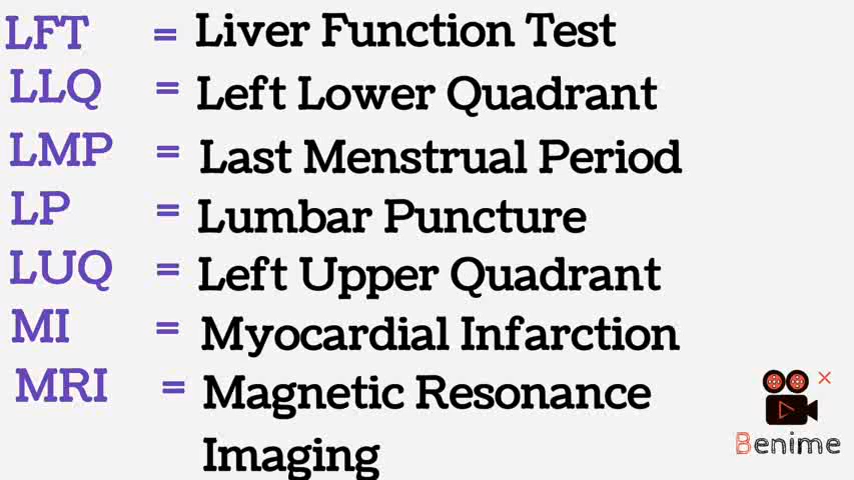 LFT = Liver Function Test
LLQ = Left Lower Quadrant
LMP = Last Menstrual Period
LP = Lumbar Puncture
LUQ = Left Upper Quadrant
MI = Myocardial Infarction
MRI = Magnetic Resonance
Imaging
Benime